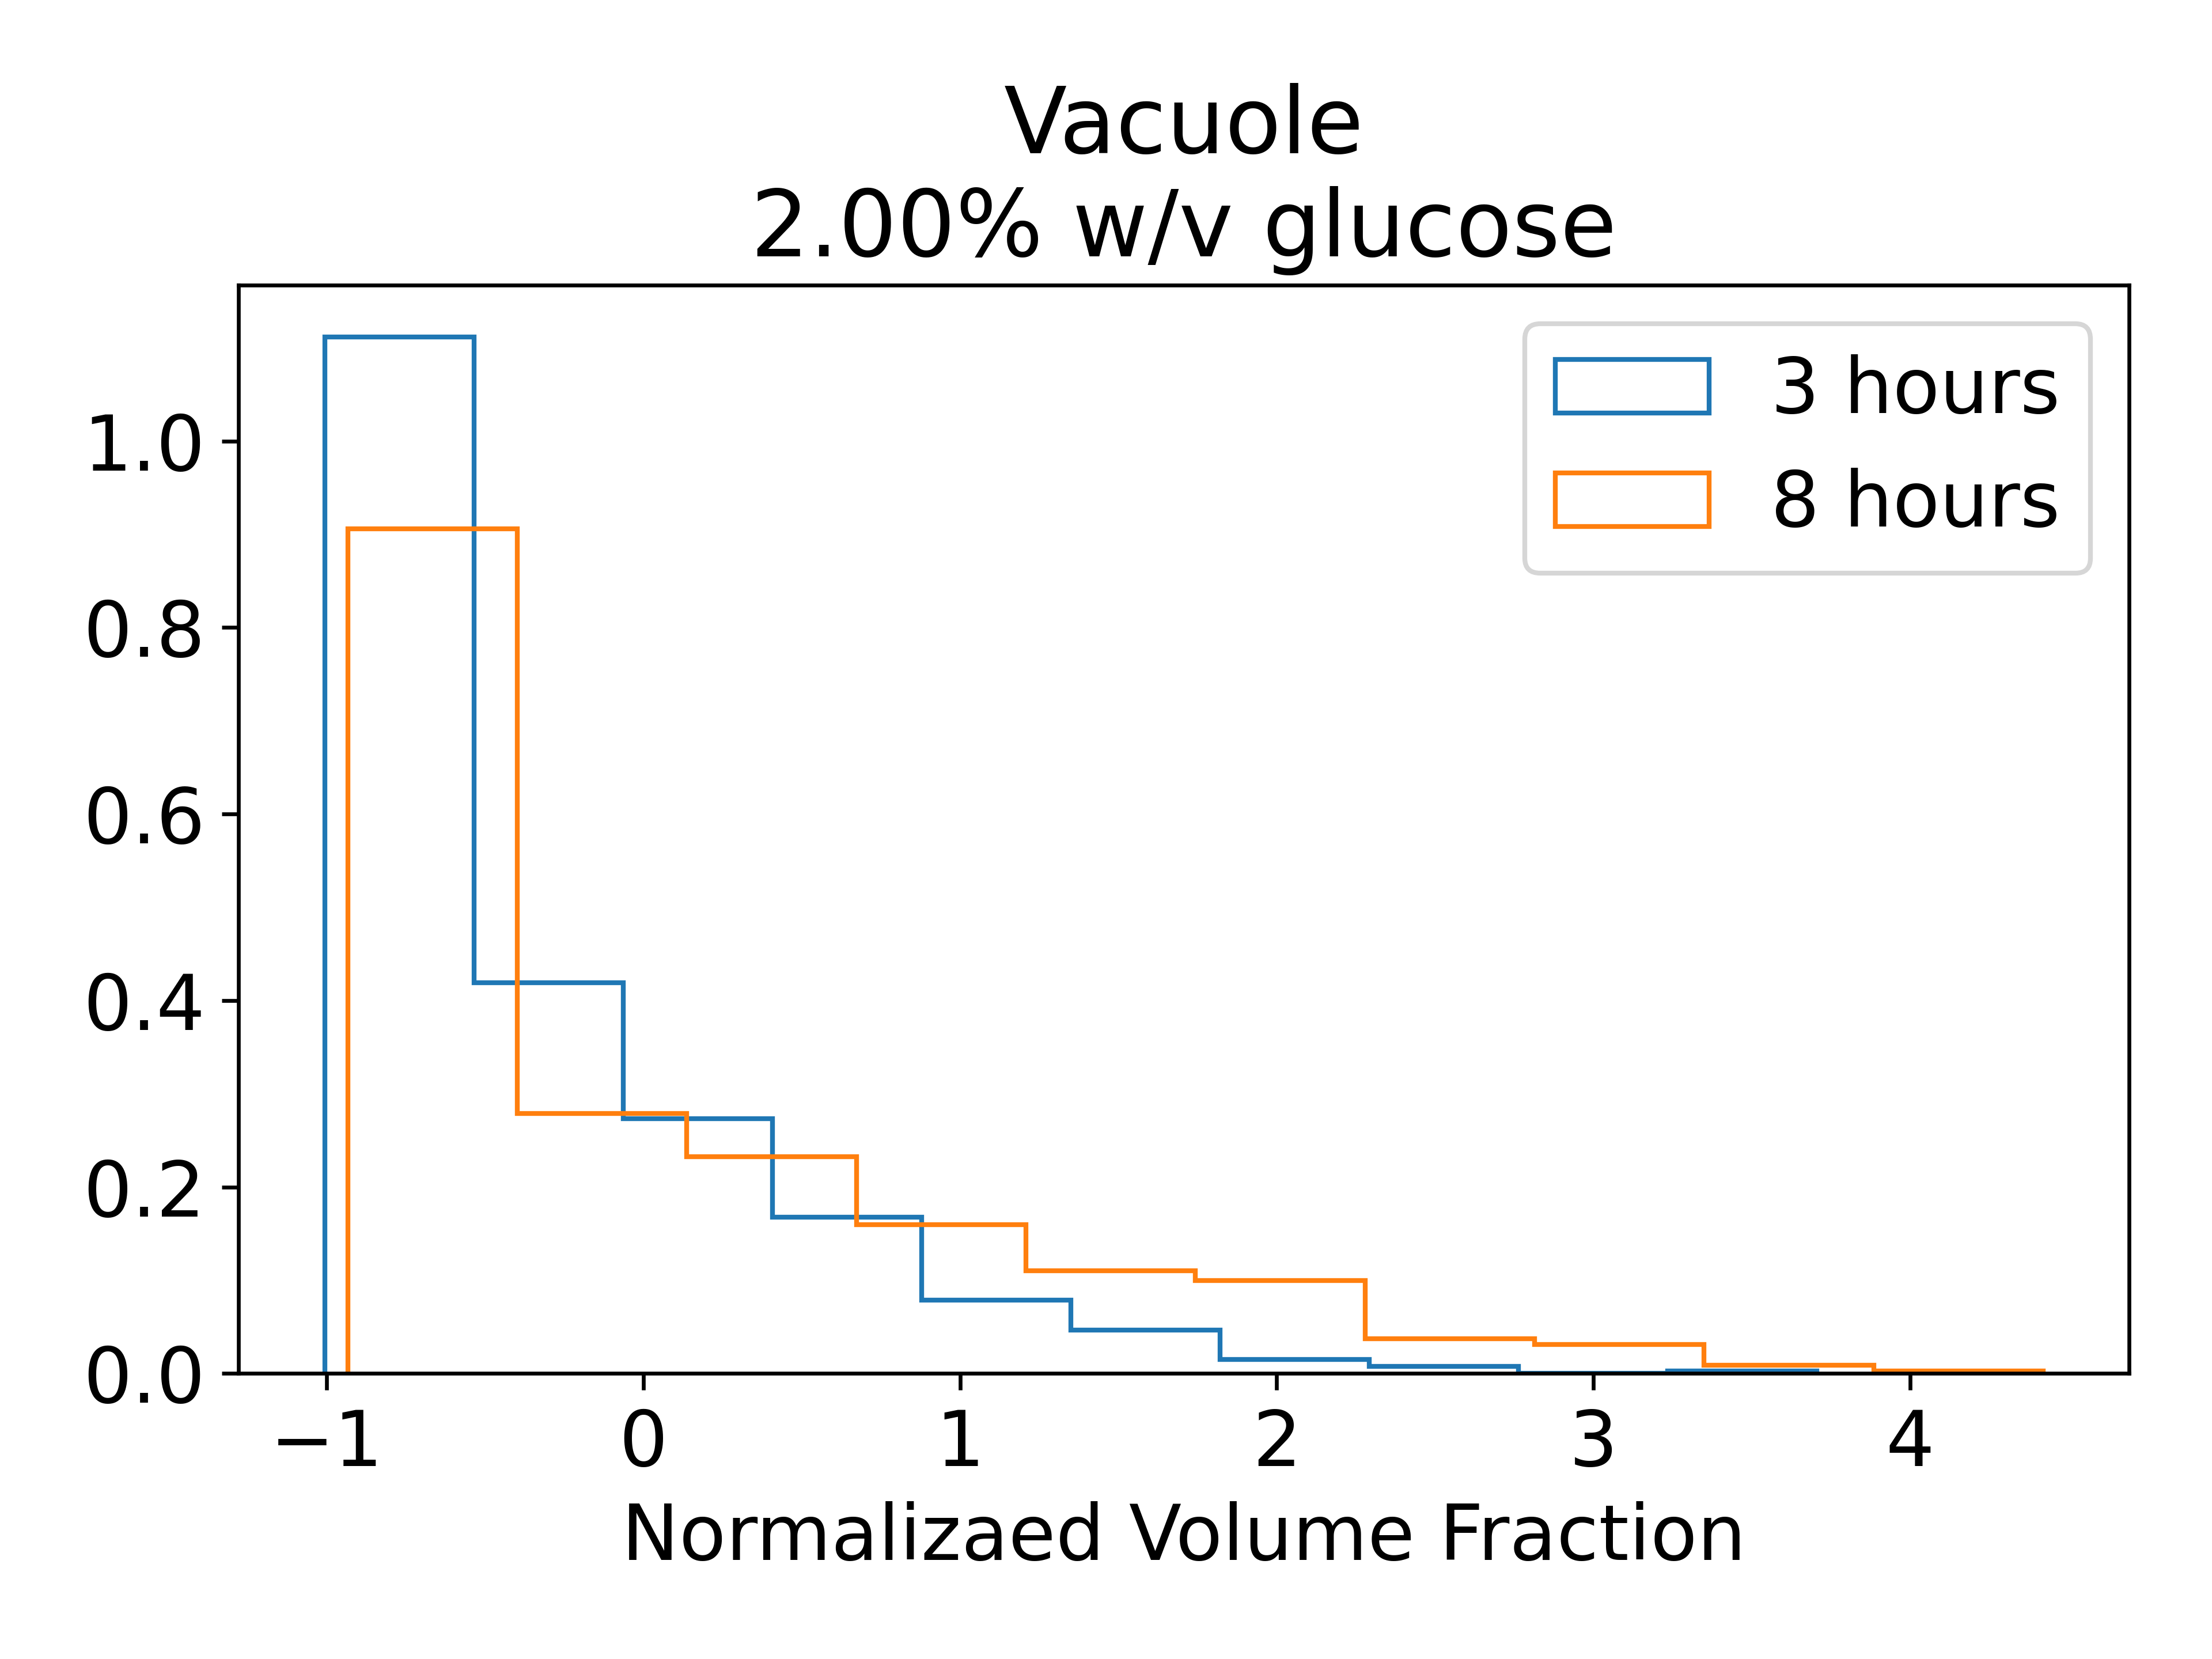 Vacuole
2.00% w/v glucose
3 hours
8 hours
1.0
0.8
0.6
0.4
0.2
0.0
−1 0 1 2 3 4
Normalizaed Volume Fraction